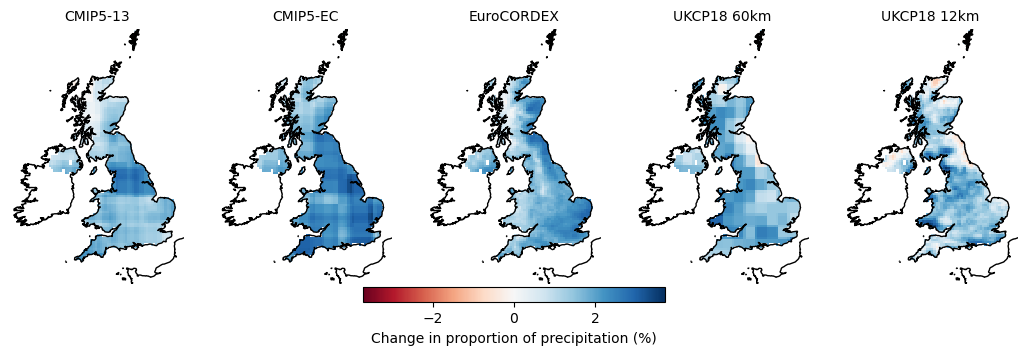 CMIP5-13 CMIP5-EC EuroCORDEX UKCP18 60km UKCP18 12km
−2 0 2
Change in proportion of precipitation (%)